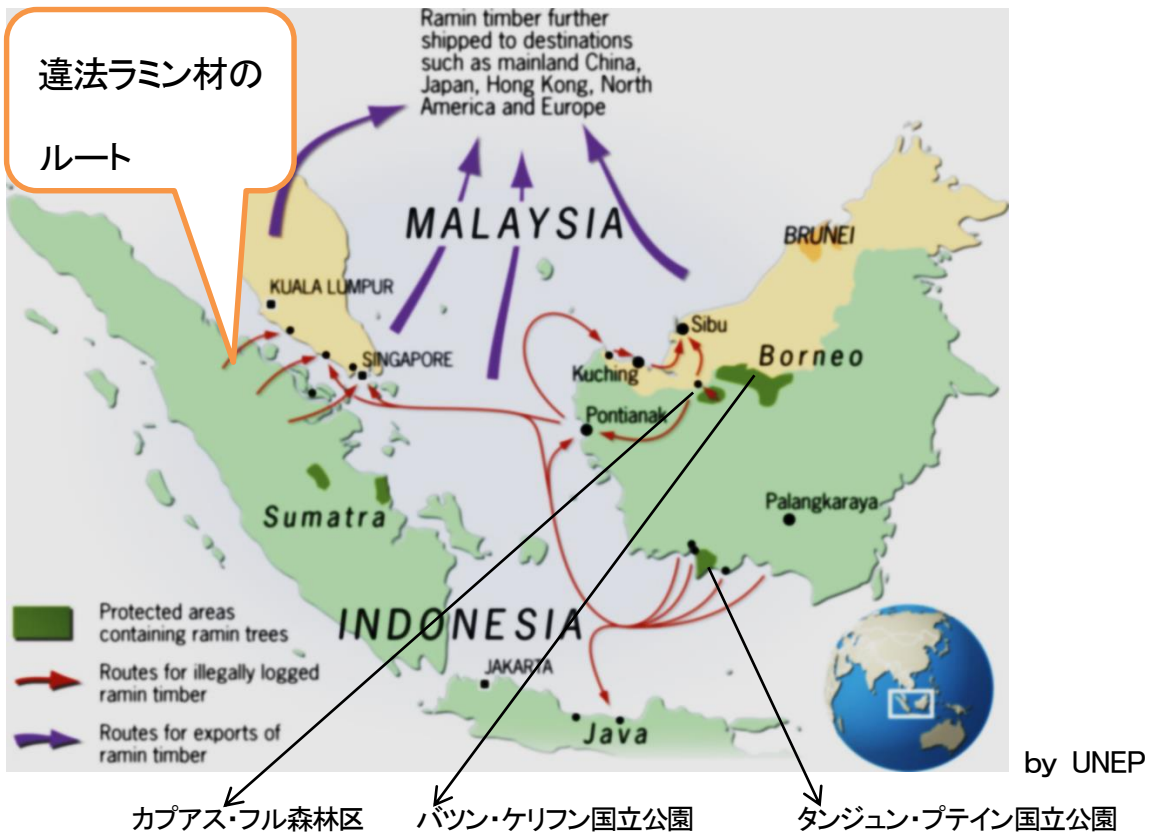 違法ラミン材の
ルート
Ramin timber further
shipped to destinations
such as mainland China,
Japan, Hong Kong, North
America and Europe
MALAYSIA
BRUNEI
KUALA LUMPUR
SINGAPORE
Sibu
Borneo
Kuching
Pontianak
Palangkaraya
Sumatra
INDONESIA
JAKARTA
Java
Protected areas
containing ramin trees
Routes for illegally logged
ramin timber
Routes for exports of
ramin timber
by UNEP
カプアス・フル森林区
バツン・ケリフン国立公園
タンジュン・プテイン国立公園